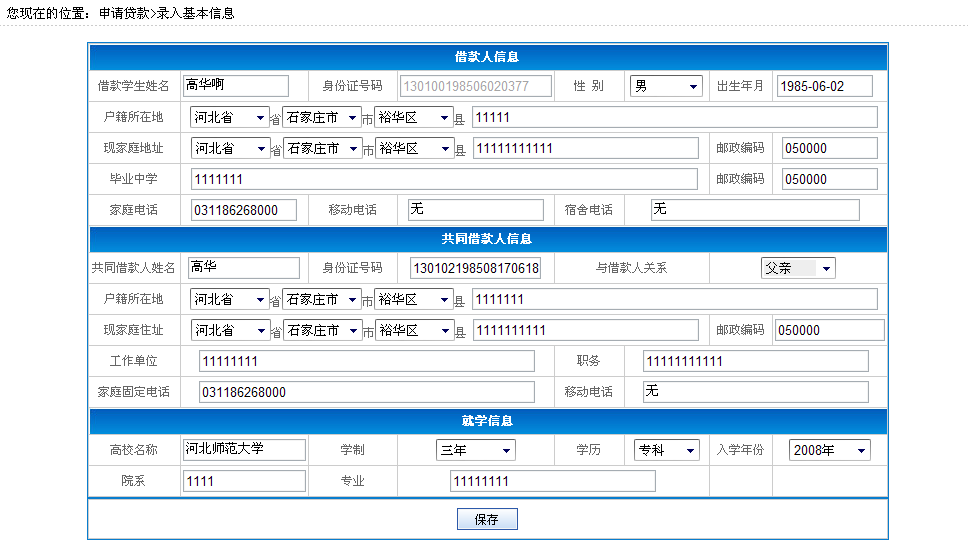 您现在的位置：申请贷款>录入基本信息
借款人信息
借款学生姓名 高华啊 身份证号码 130100198506020377 性 别 男 出生年月 1985-06-02
户籍所在地 河北省 省 石家庄市 市 裕华区 县 11111
现家庭地址 河北省 省 石家庄市 市 裕华区 县 11111111111 邮政编码 050000
毕业中学 1111111 邮政编码 050000
家庭电话 031186268000 移动电话 无 宿舍电话 无
共同借款人信息
共同借款人姓名 高华 身份证号码 130102198508170618 与借款人关系 父亲
户籍所在地 河北省 省 石家庄市 市 裕华区 县 1111111
现家庭住址 河北省 省 石家庄市 市 裕华区 县 1111111111 邮政编码 050000
工作单位 11111111 职务 11111111111
家庭固定电话 031186268000 移动电话 无
就学信息
高校名称 河北师范大学 学制 三年 学历 专科 入学年份 2008年
院系 1111 专业 11111111
保存